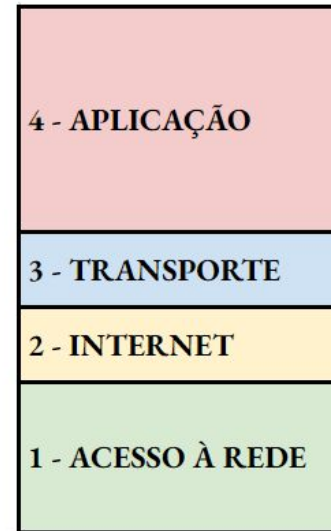 4 - APLICAÇÃO
3 - TRANSPORTE
2 - INTERNET
1 - ACESSO À REDE